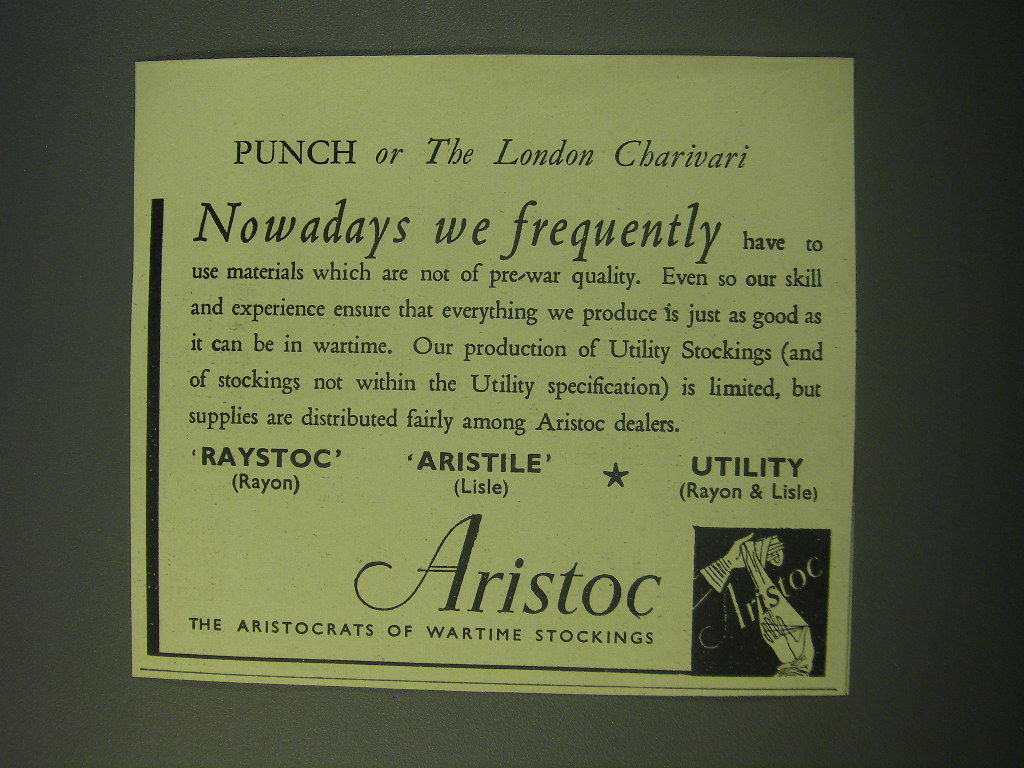 PUNCH or The London Charivari
Nowadays we frequently have to
use materials which are not of pre-war quality. Even so our skill
and experience ensure that everything we produce is just as good as
it can be in wartime. Our production of Utility Stockings (and
of stockings not within the Utility specification) is limited, but
supplies are distributed fairly among Aristoc dealers.
'RAYSTOC' 'ARISTILE' ★ UTILITY
(Rayon) (Lisle) (Rayon & Lisle)
Aristoc
THE ARISTOCRATS OF WARTIME STOCKINGS
Aristoc